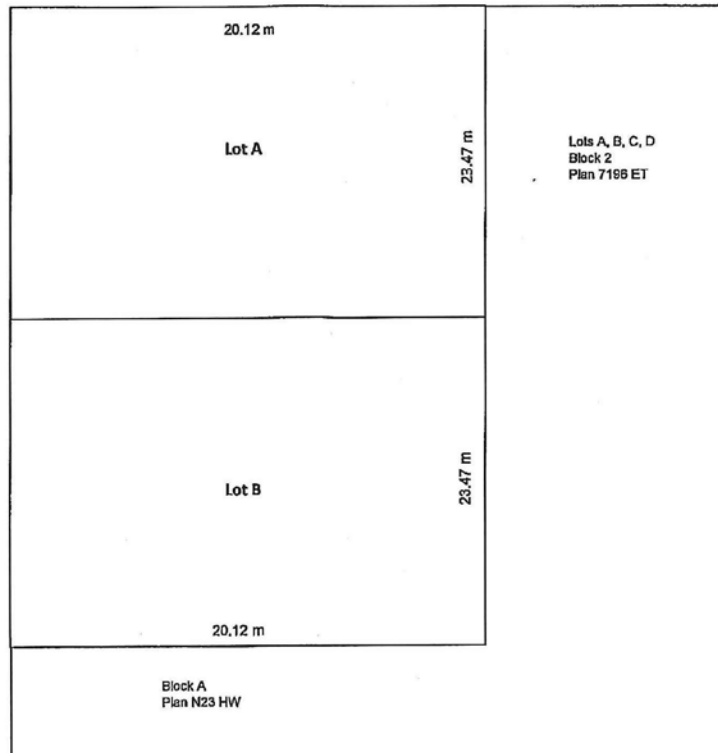 20.12 m
Lot A
23.47 m
Lots A, B, C, D
Block 2
Plan 7196 ET
Lot B
23.47 m
20.12 m
Block A
Plan N23 HW